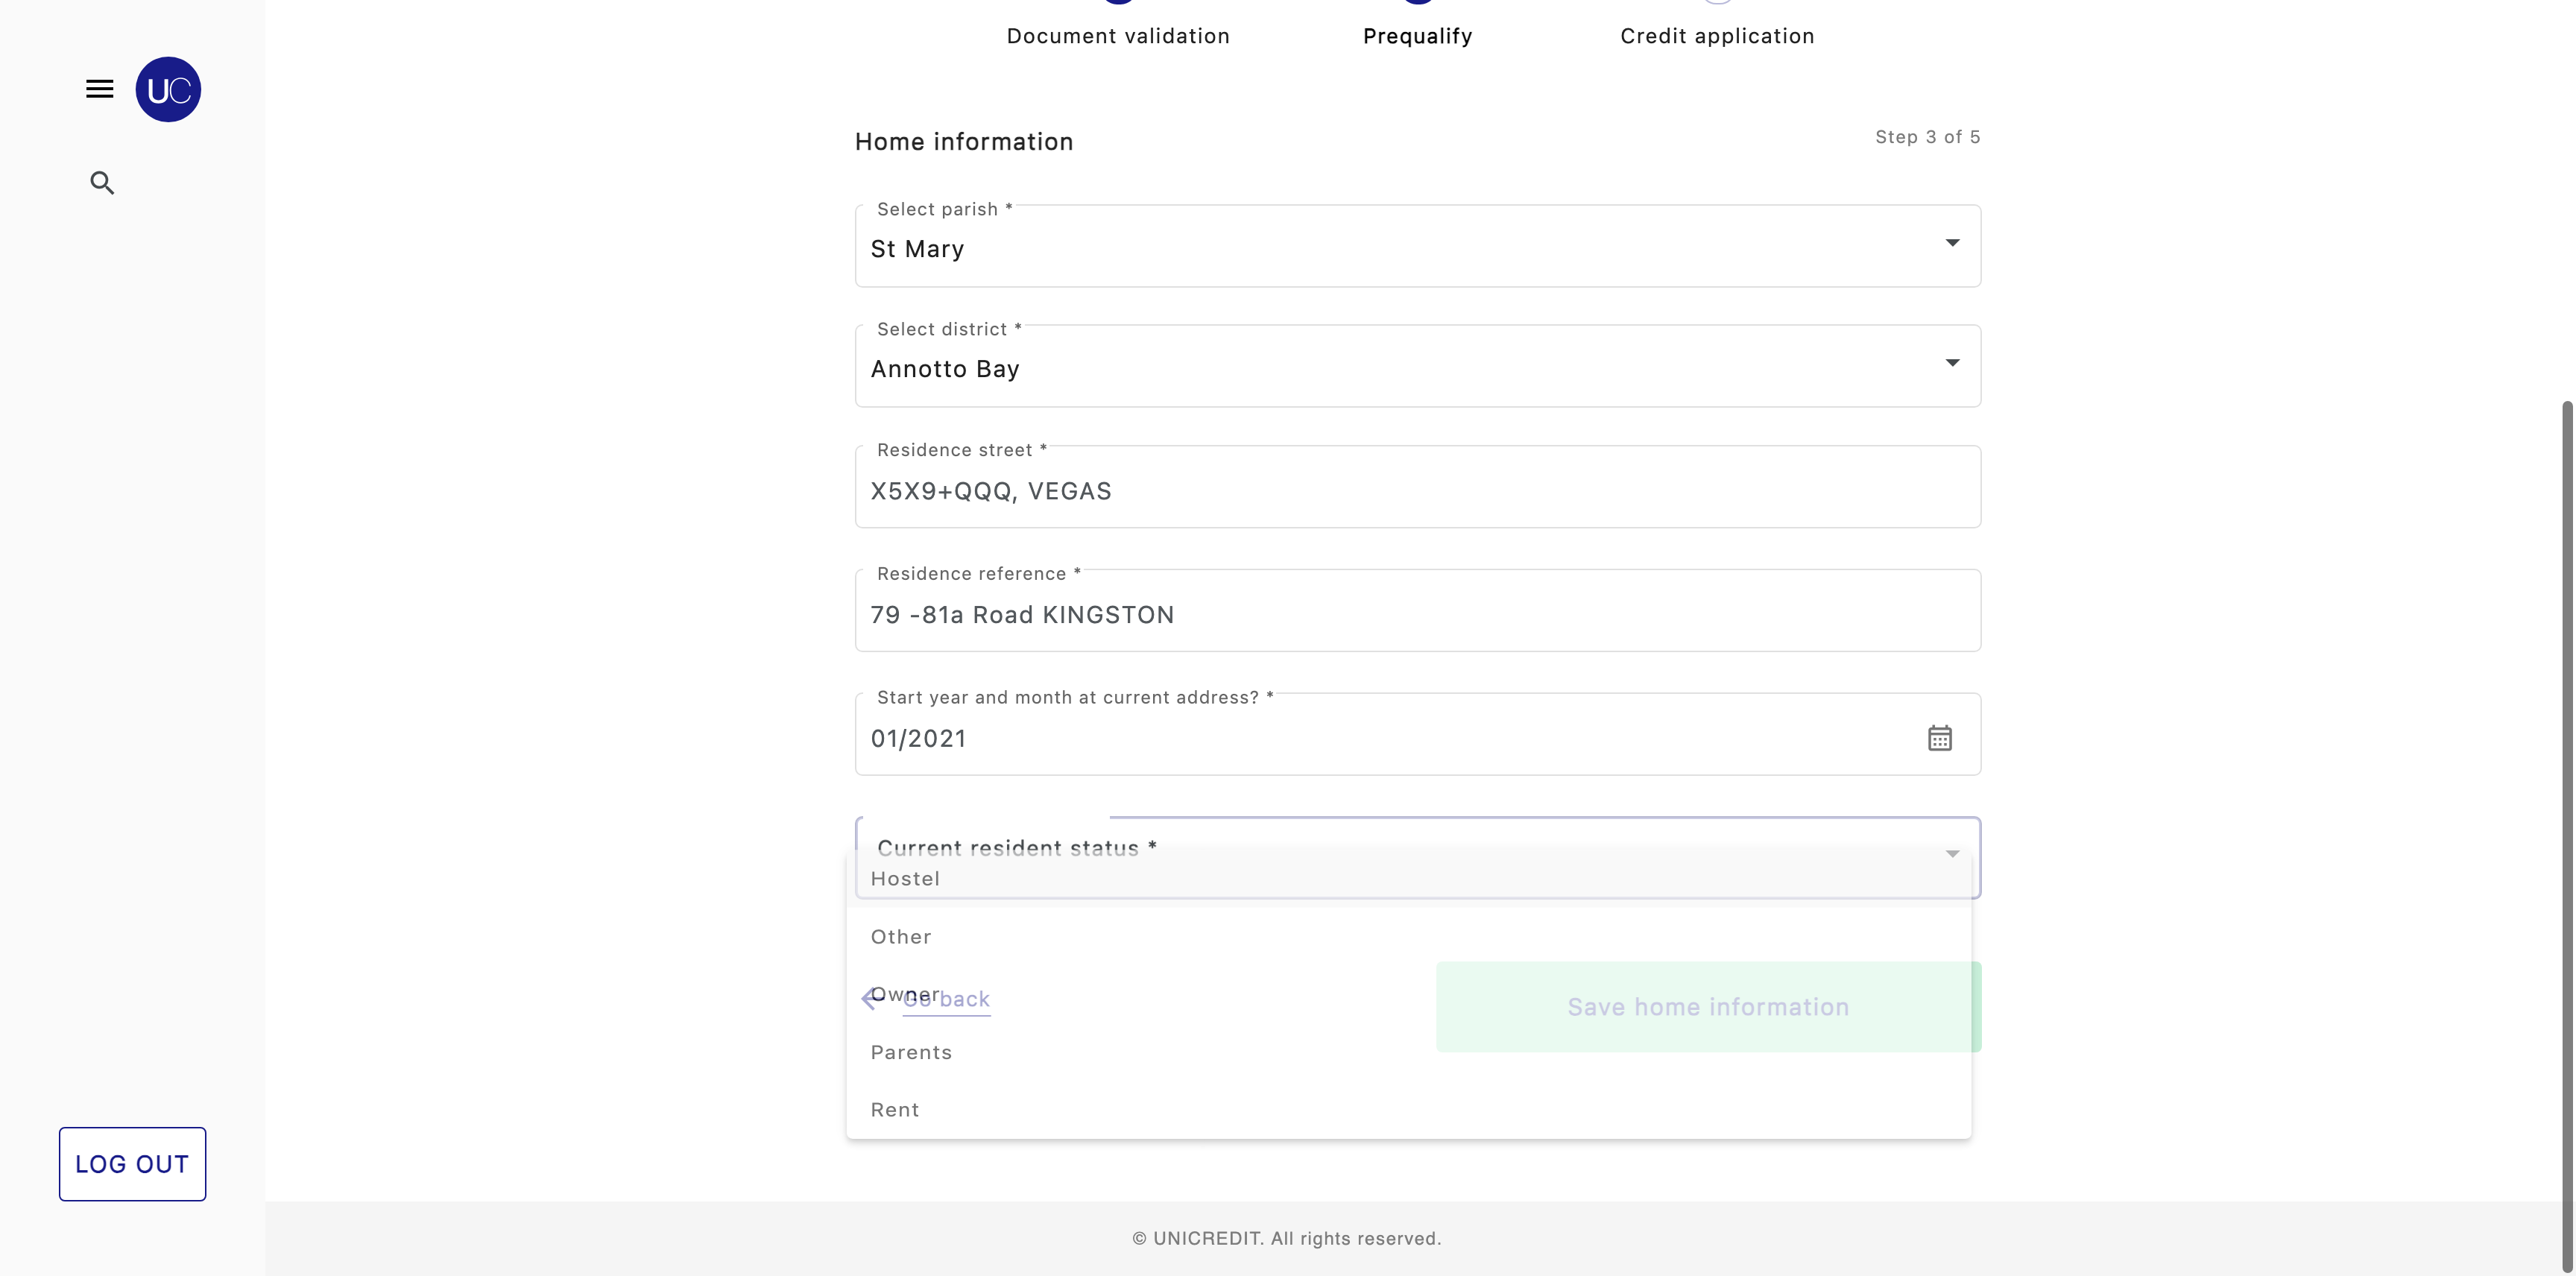 Document validation
Prequalify
Credit application
UC
Home information
Step 3 of 5
Select parish *
St Mary
Select district *
Annotto Bay
Residence street *
X5X9+QQQ, VEGAS
Residence reference *
79 -81a Road KINGSTON
Start year and month at current address? *
01/2021
Current resident status *
Hostel
Other
Owner
Go back
Save home information
Parents
Rent
LOG OUT
© UNICREDIT. All rights reserved.